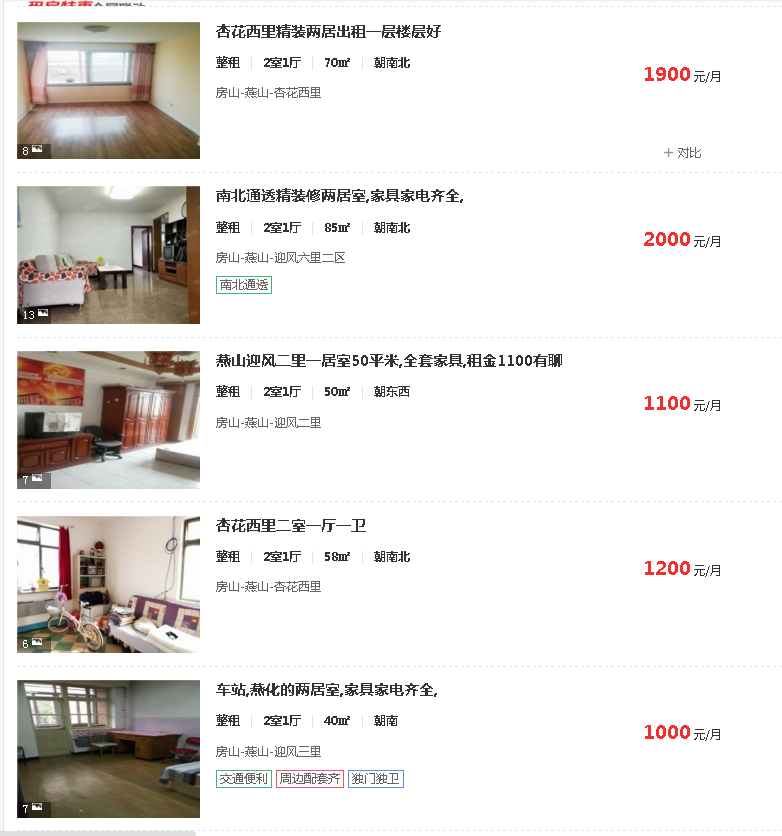 杏花西里精装两居出租一层楼层好
整租 2室1厅 70㎡ 朝南北
1900元/月
房山-燕山-杏花西里
8
+ 对比
南北通透精装修两居室,家具家电齐全,
整租 2室1厅 85㎡ 朝南北
2000元/月
房山-燕山-迎风六里二区
南北通透
13
燕山迎风二里一居室50平米,全套家具,租金1100有聊
整租 2室1厅 50㎡ 朝东西
1100元/月
房山-燕山-迎风二里
7
杏花西里二室一厅一卫
整租 2室1厅 58㎡ 朝南北
1200元/月
房山-燕山-杏花西里
6
车站,燕化的两居室,家具家电齐全,
整租 2室1厅 40㎡ 朝南
1000元/月
房山-燕山-迎风三里
交通便利 周边配套齐 独门独卫
7